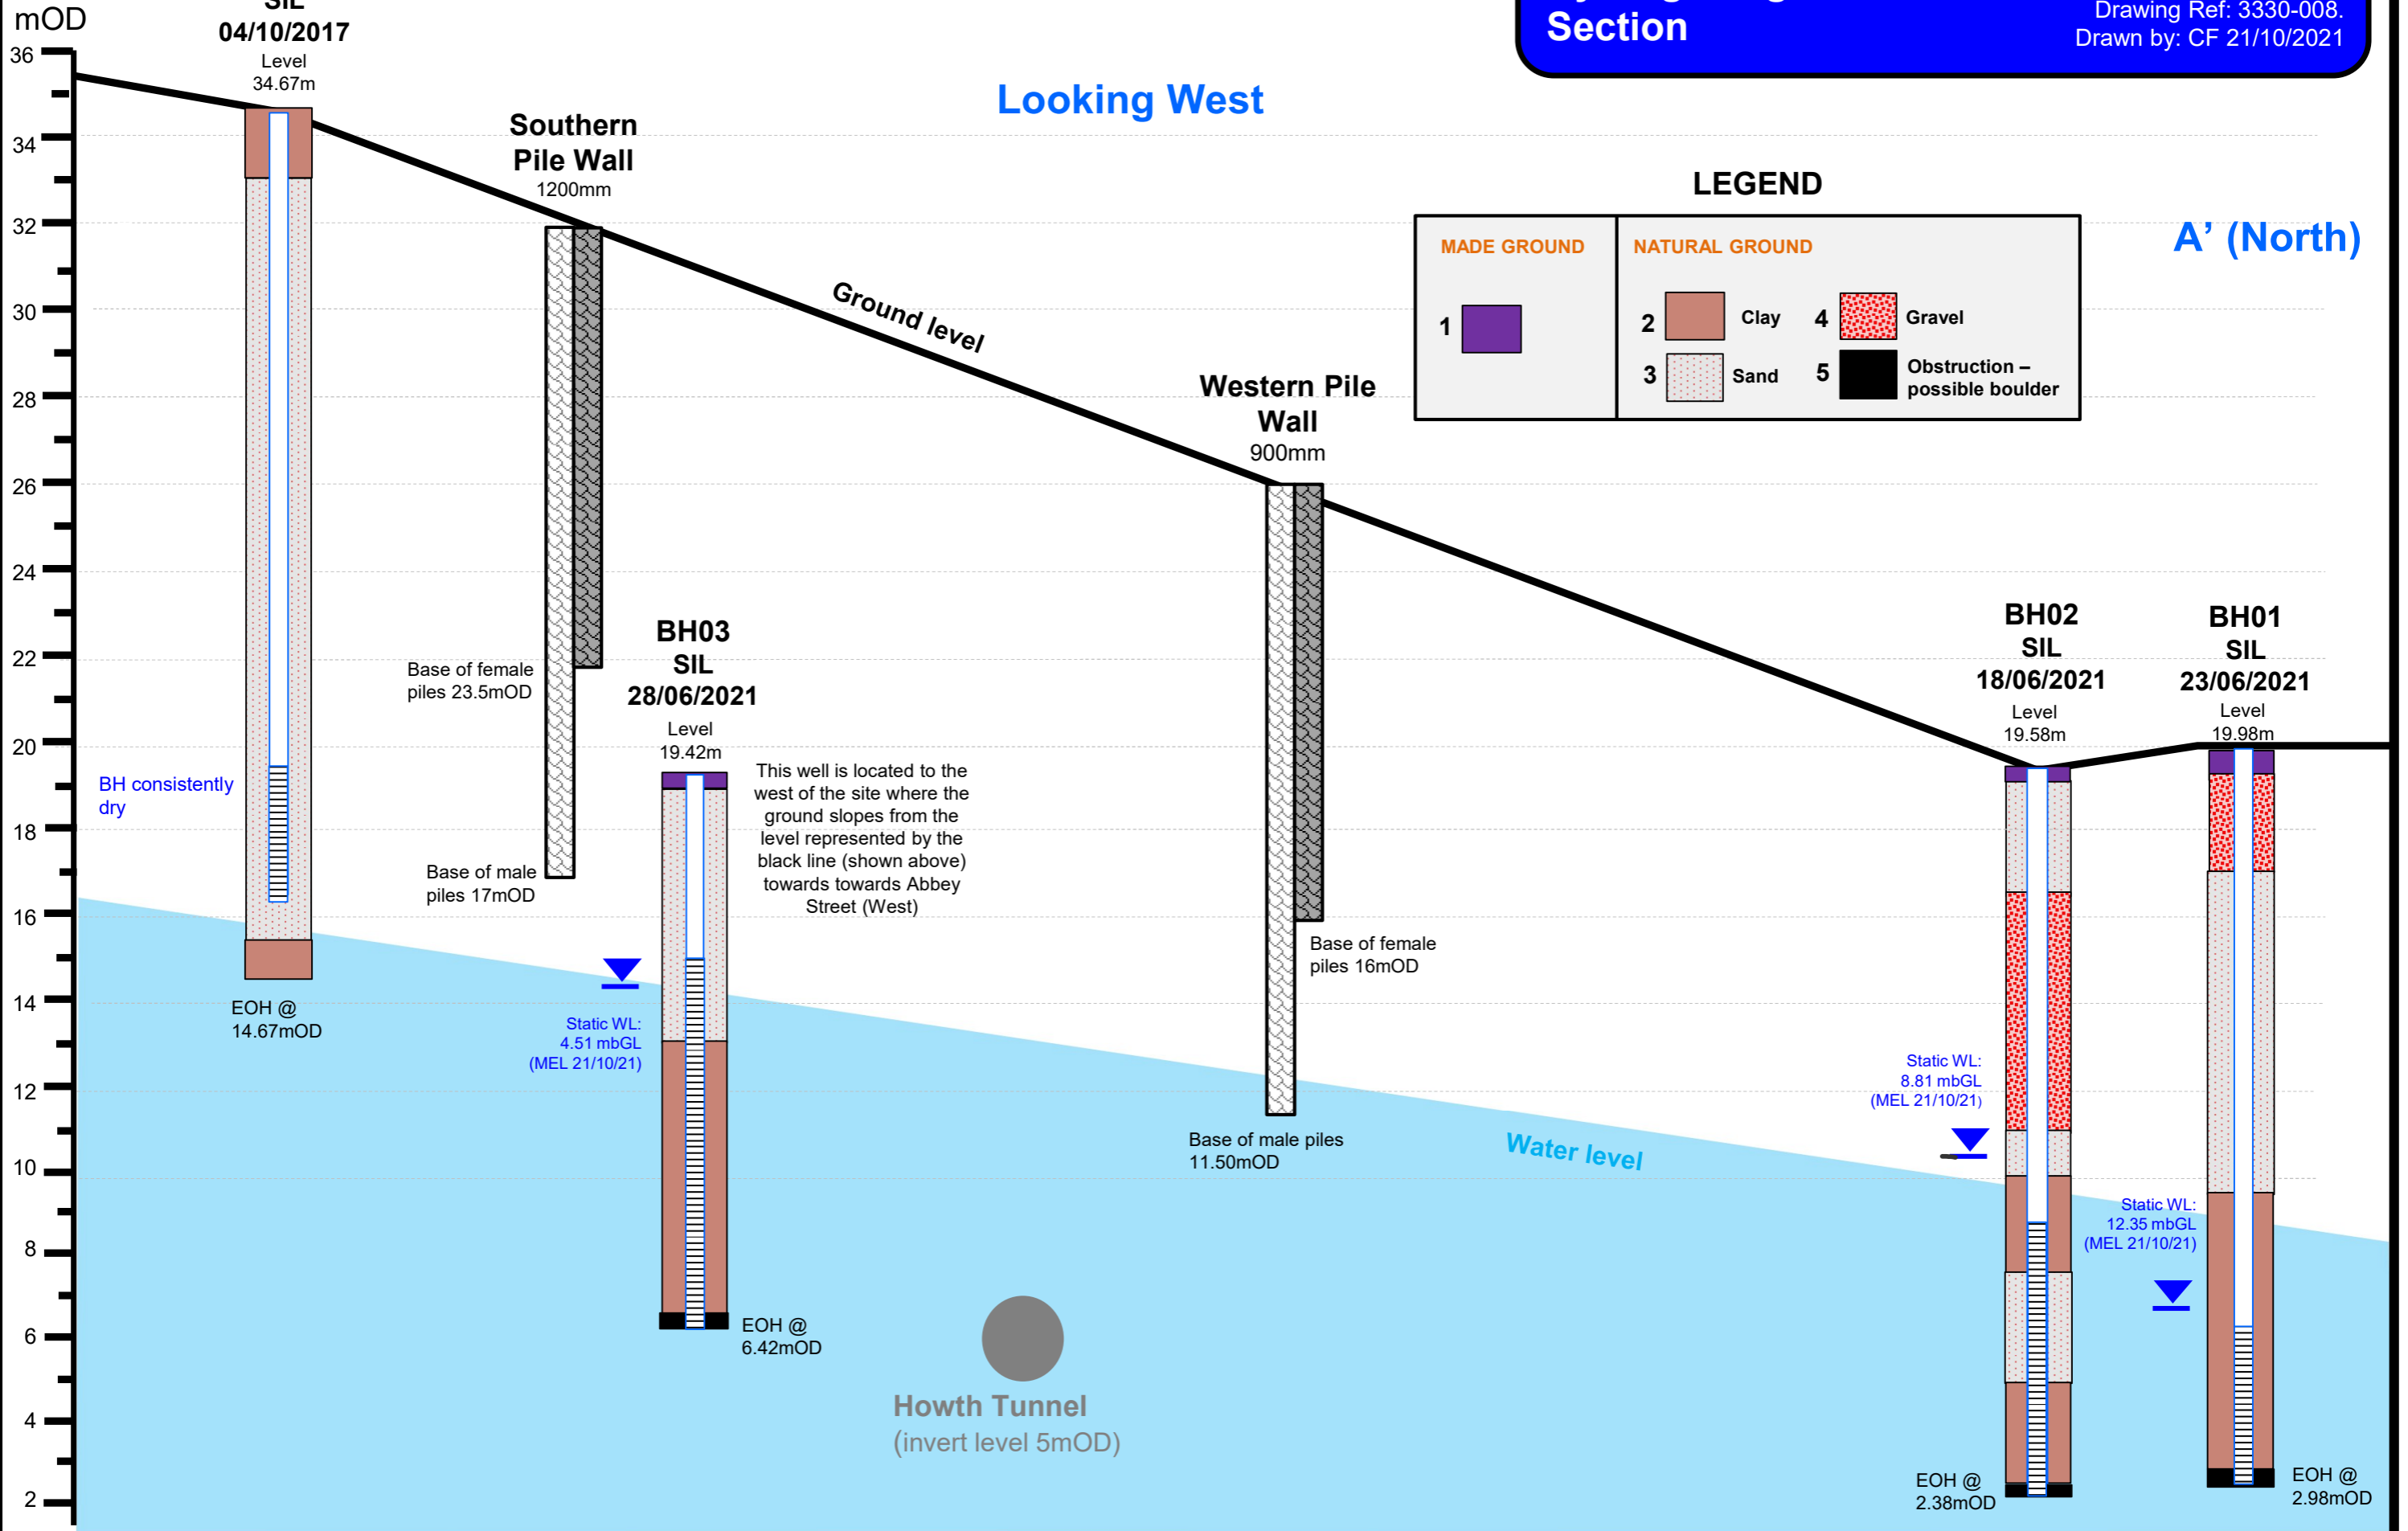 mOD
SIL
04/10/2017
Level
34.67m
Section
Drawing Ref: 3330-008.
Drawn by: CF 21/10/2021
Looking West
36
34
32
30
28
26
24
22
20
18
16
14
12
10
8
6
4
2
Southern
Pile Wall
1200mm
LEGEND
MADE GROUND
NATURAL GROUND
1
2
Clay
4
Gravel
3
Sand
5
Obstruction –
possible boulder
A’ (North)
Ground level
Western Pile
Wall
900mm
BH03
SIL
28/06/2021
Level
19.42m
Base of female
piles 23.5mOD
BH02
SIL
18/06/2021
Level
19.58m
BH01
SIL
23/06/2021
Level
19.98m
BH consistently
dry
This well is located to the
west of the site where the
ground slopes from the
level represented by the
black line (shown above)
towards towards Abbey
Street (West)
Base of male
piles 17mOD
Base of female
piles 16mOD
EOH @
14.67mOD
Static WL:
4.51 mbGL
(MEL 21/10/21)
Static WL:
8.81 mbGL
(MEL 21/10/21)
Base of male piles
11.50mOD
Water level
Static WL:
12.35 mbGL
(MEL 21/10/21)
EOH @
6.42mOD
Howth Tunnel
(invert level 5mOD)
EOH @
2.38mOD
EOH @
2.98mOD